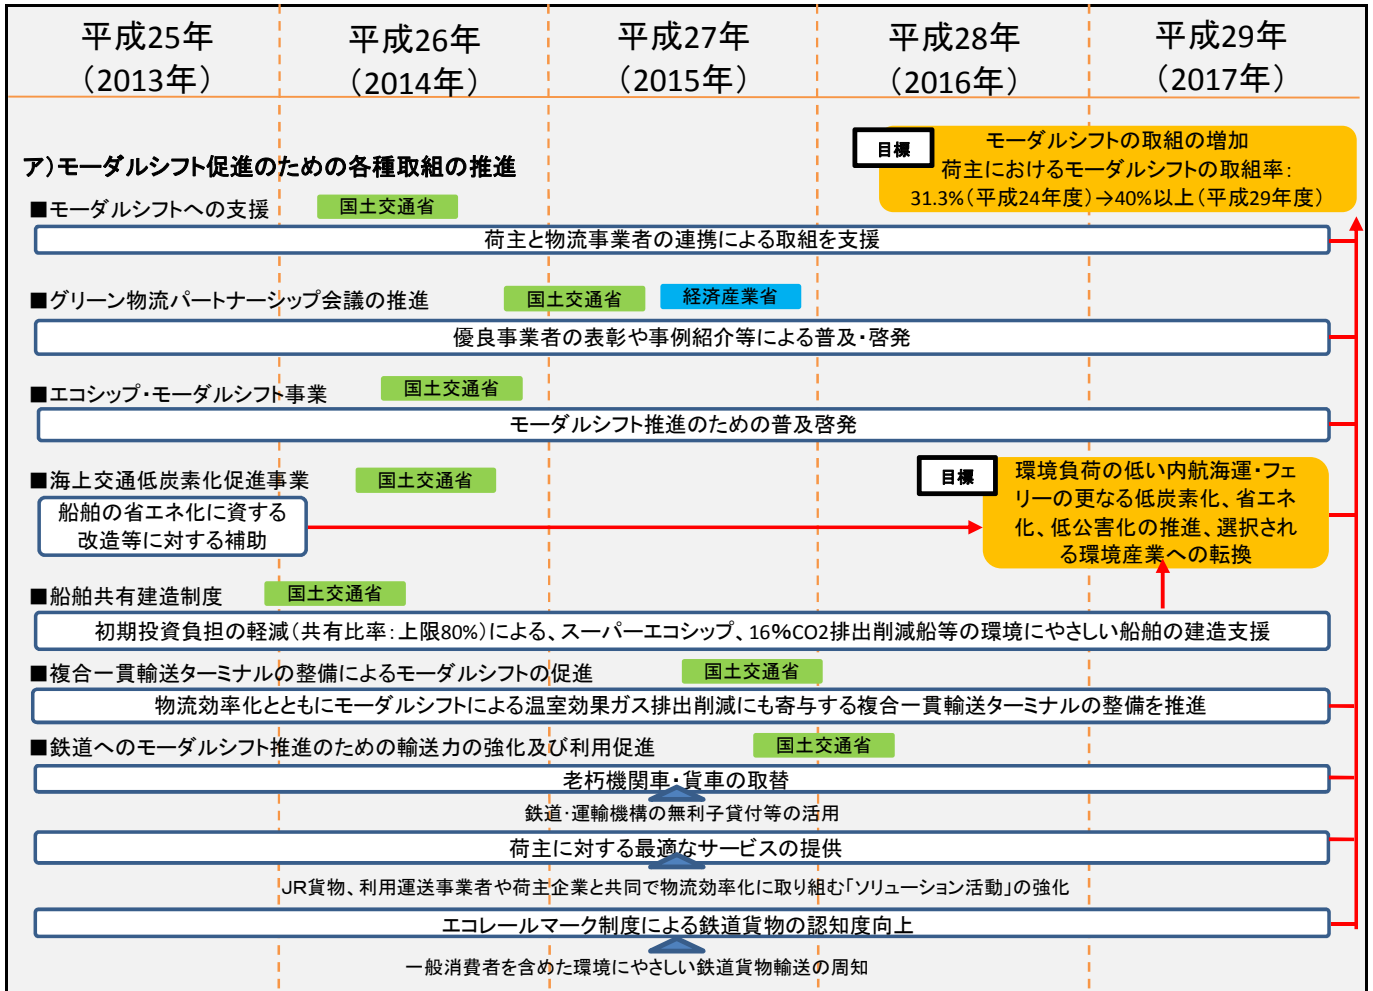 平成25年
（2013年）
平成26年
（2014年）
平成27年
（2015年）
平成28年
（2016年）
平成29年
（2017年）
目標
モーダルシフトの取組の増加
荷主におけるモーダルシフトの取組率：
31.3%（平成24年度）→40%以上（平成29年度）
ア）モーダルシフト促進のための各種取組の推進
■モーダルシフトへの支援
国土交通省
荷主と物流事業者の連携による取組を支援
■グリーン物流パートナーシップ会議の推進
国土交通省
経済産業省
優良事業者の表彰や事例紹介等による普及・啓発
■エコシップ・モーダルシフト事業
国土交通省
モーダルシフト推進のための普及啓発
■海上交通低炭素化促進事業
国土交通省
船舶の省エネ化に資する
改造等に対する補助
目標
環境負荷の低い内航海運・フェ
リーの更なる低炭素化、省エネ
化、低公害化の推進、選択され
る環境産業への転換
■船舶共有建造制度
国土交通省
初期投資負担の軽減（共有比率：上限80%）による、スーパーエコシップ、16%CO2排出削減船等の環境にやさしい船舶の建造支援
■複合一貫輸送ターミナルの整備によるモーダルシフトの促進
国土交通省
物流効率化とともにモーダルシフトによる温室効果ガス排出削減にも寄与する複合一貫輸送ターミナルの整備を推進
■鉄道へのモーダルシフト推進のための輸送力の強化及び利用促進
国土交通省
老朽機関車・貨車の取替
鉄道・運輸機構の無利子貸付等の活用
荷主に対する最適なサービスの提供
JR貨物、利用運送事業者や荷主企業と共同で物流効率化に取り組む「ソリューション活動」の強化
エコレールマーク制度による鉄道貨物の認知度向上
一般消費者を含めた環境にやさしい鉄道貨物輸送の周知